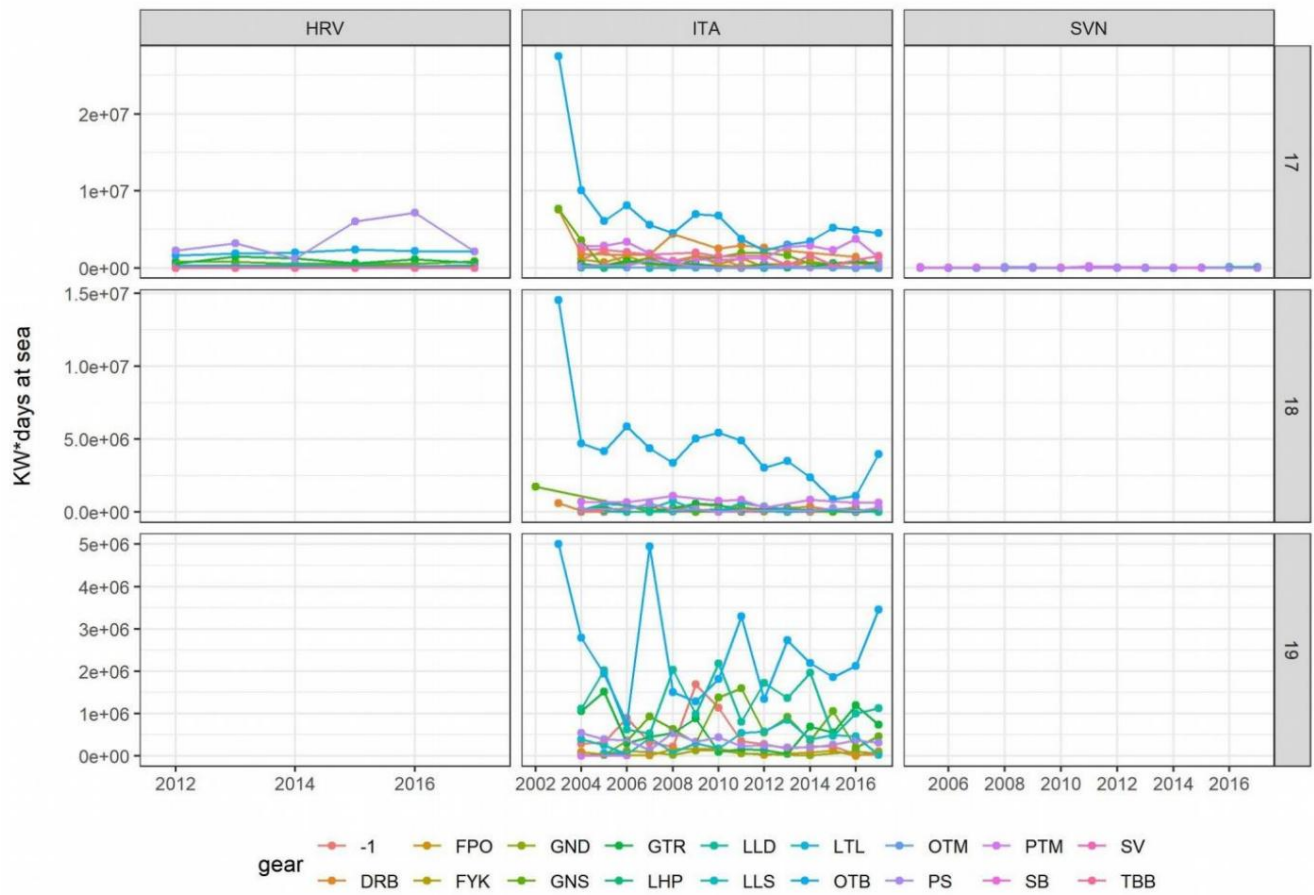 HRV ITA SVN
2e+07
1e+07
0e+00
17
1.5e+07
1.0e+07
5.0e+06
0.0e+00
18
5e+06
4e+06
3e+06
2e+06
1e+06
0e+00
19
KW*days at sea
2012 2014 2016 2002 2004 2006 2008 2010 2012 2014 2016 2006 2008 2010 2012 2014 2016
gear
-1 FPO GND GTR LLD LTL OTM PTM SV
DRB FYK GNS LHP LLS OTB PS SB TBB